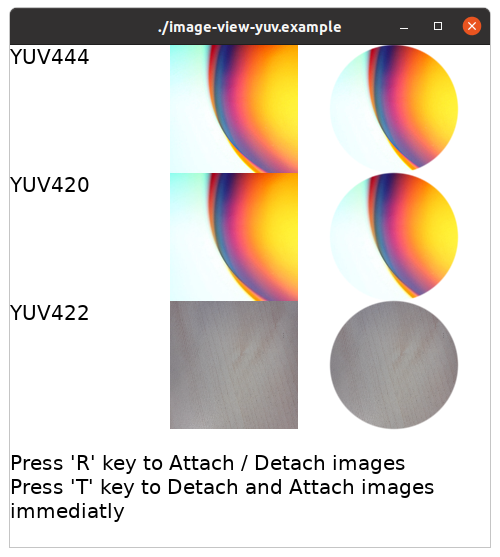 ./image-view-yuv.example
YUV444
YUV420
YUV422
Press 'R' key to Attach / Detach images
Press 'T' key to Detach and Attach images
immediatly